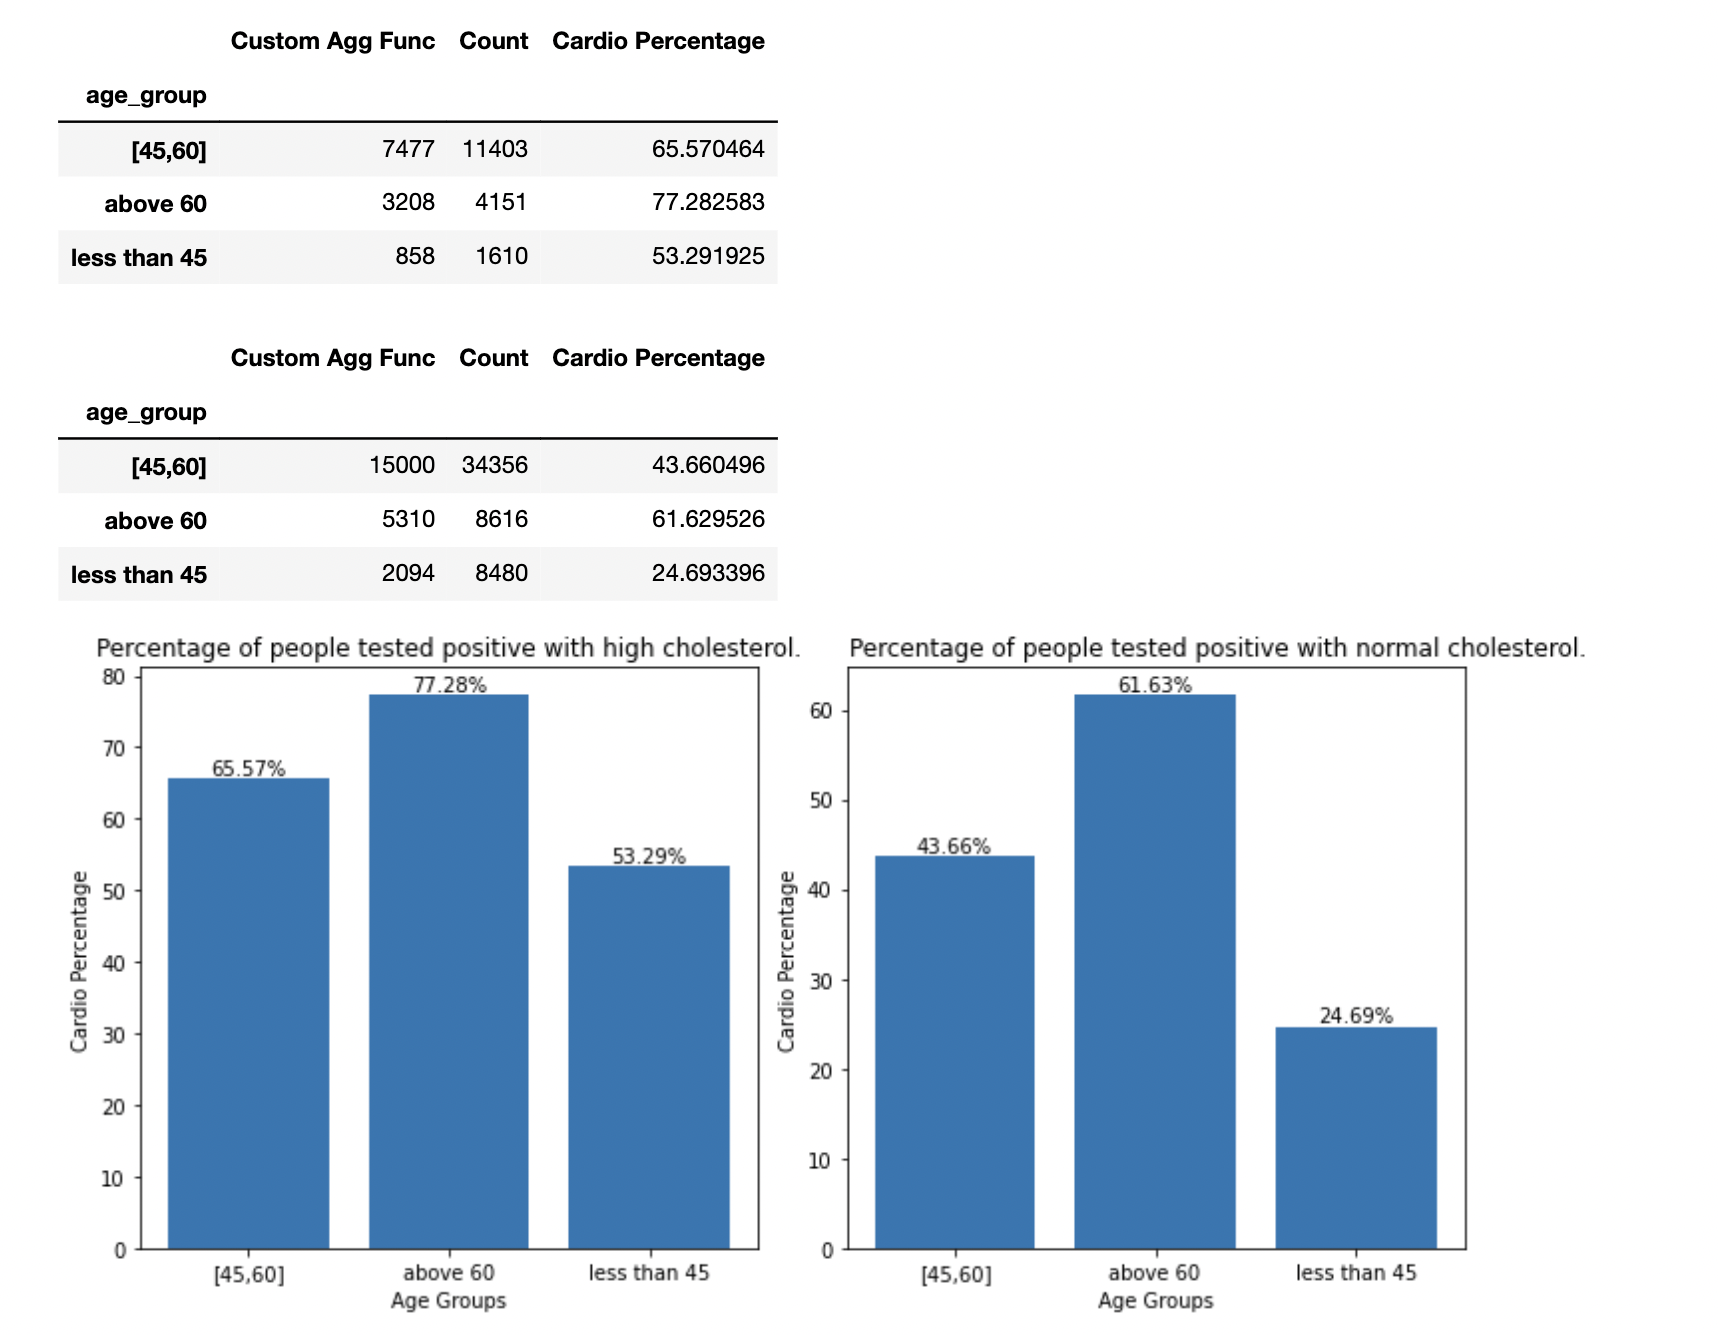 Custom Agg Func Count Cardio Percentage
age_group
[45,60] 7477 11403 65.570464
above 60 3208 4151 77.282583
less than 45 858 1610 53.291925
Custom Agg Func Count Cardio Percentage
age_group
[45,60] 15000 34356 43.660496
above 60 5310 8616 61.629526
less than 45 2094 8480 24.693396
Percentage of people tested positive with high cholesterol.
80
70
60
50
40
30
20
10
0
Cardio Percentage
65.57%
77.28%
53.29%
[45,60] above 60 less than 45
Age Groups
Percentage of people tested positive with normal cholesterol.
60
50
40
30
20
10
0
Cardio Percentage
43.66%
61.63%
24.69%
[45,60] above 60 less than 45
Age Groups